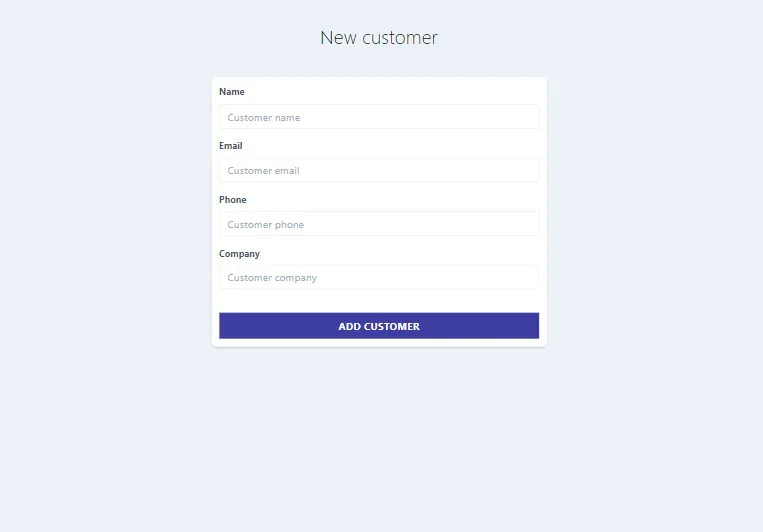 New customer
Name
Customer name
Email
Customer email
Phone
Customer phone
Company
Customer company
ADD CUSTOMER